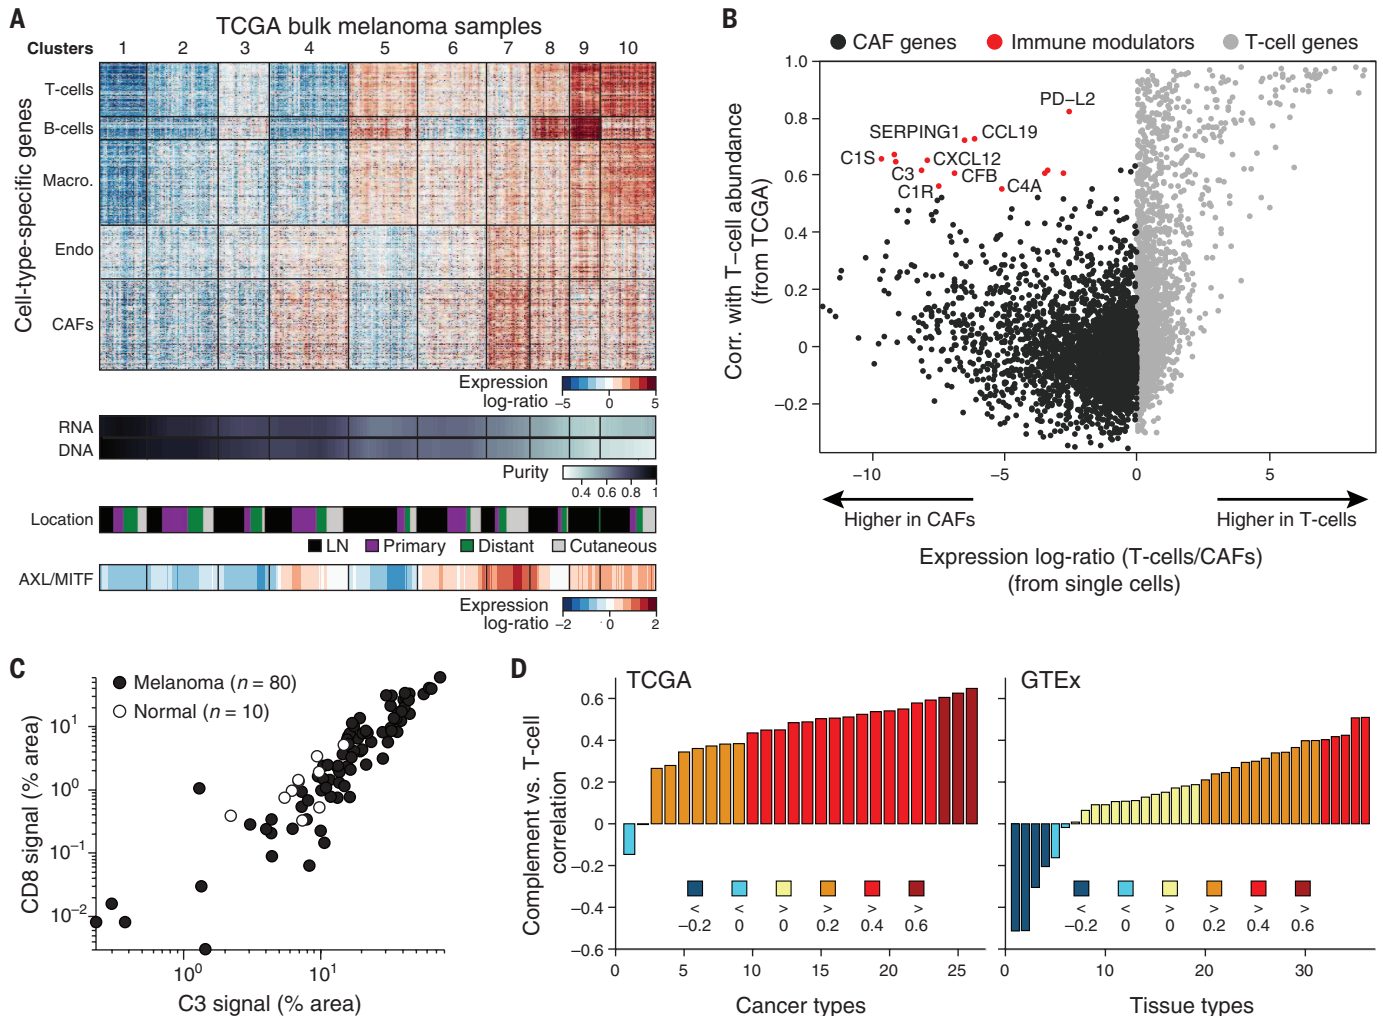 A
TCGA bulk melanoma samples
Clusters 1 2 3 4 5 6 7 8 9 10
Cell-type-specific genes
T-cells
B-cells
Macro.
Endo
CAFs
Expression log-ratio
−5 0 5
RNA
DNA
Purity
0.4 0.6 0.8 1
Location
LN Primary Distant Cutaneous
AXL/MITF
Expression log-ratio
−2 0 2
B
CAF genes Immune modulators T-cell genes
Corr. with T−cell abundance
(from TCGA)
1.0
0.8
0.6
0.4
0.2
0
−0.2
PD−L2
SERPING1 CCL19
C1S CXCL12
C3 CFB
C1R C4A
−10 −5 0 5
Higher in CAFs Higher in T-cells
Expression log-ratio (T-cells/CAFs)
(from single cells)
C
Melanoma (n = 80)
Normal (n = 10)
CD8 signal (% area)
10¹
10⁰
10⁻¹
10⁻²
10⁰ 10¹
C3 signal (% area)
D
TCGA
Complement vs. T-cell
correlation
0.6
0.4
0.2
0
−0.2
−0.4
−0.6
< −0.2 < 0 > 0 > 0.2 > 0.4 > 0.6
0 5 10 15 20 25
Cancer types
GTEx
< −0.2 < 0 > 0 > 0.2 > 0.4 > 0.6
0 10 20 30
Tissue types